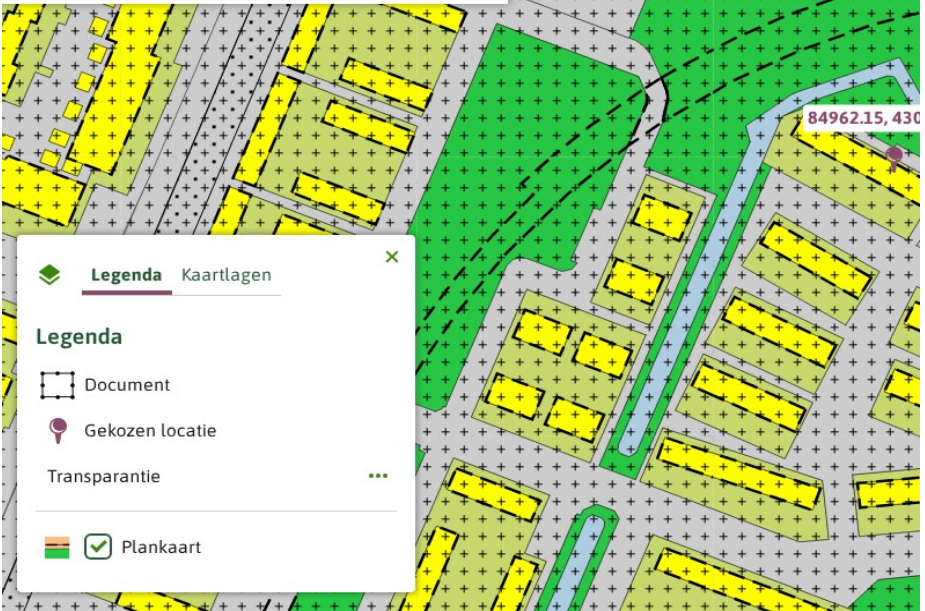 84962.15, 430
Legenda Kaartlagen
Legenda
Document
Gekozen locatie
Transparantie
Plankaart